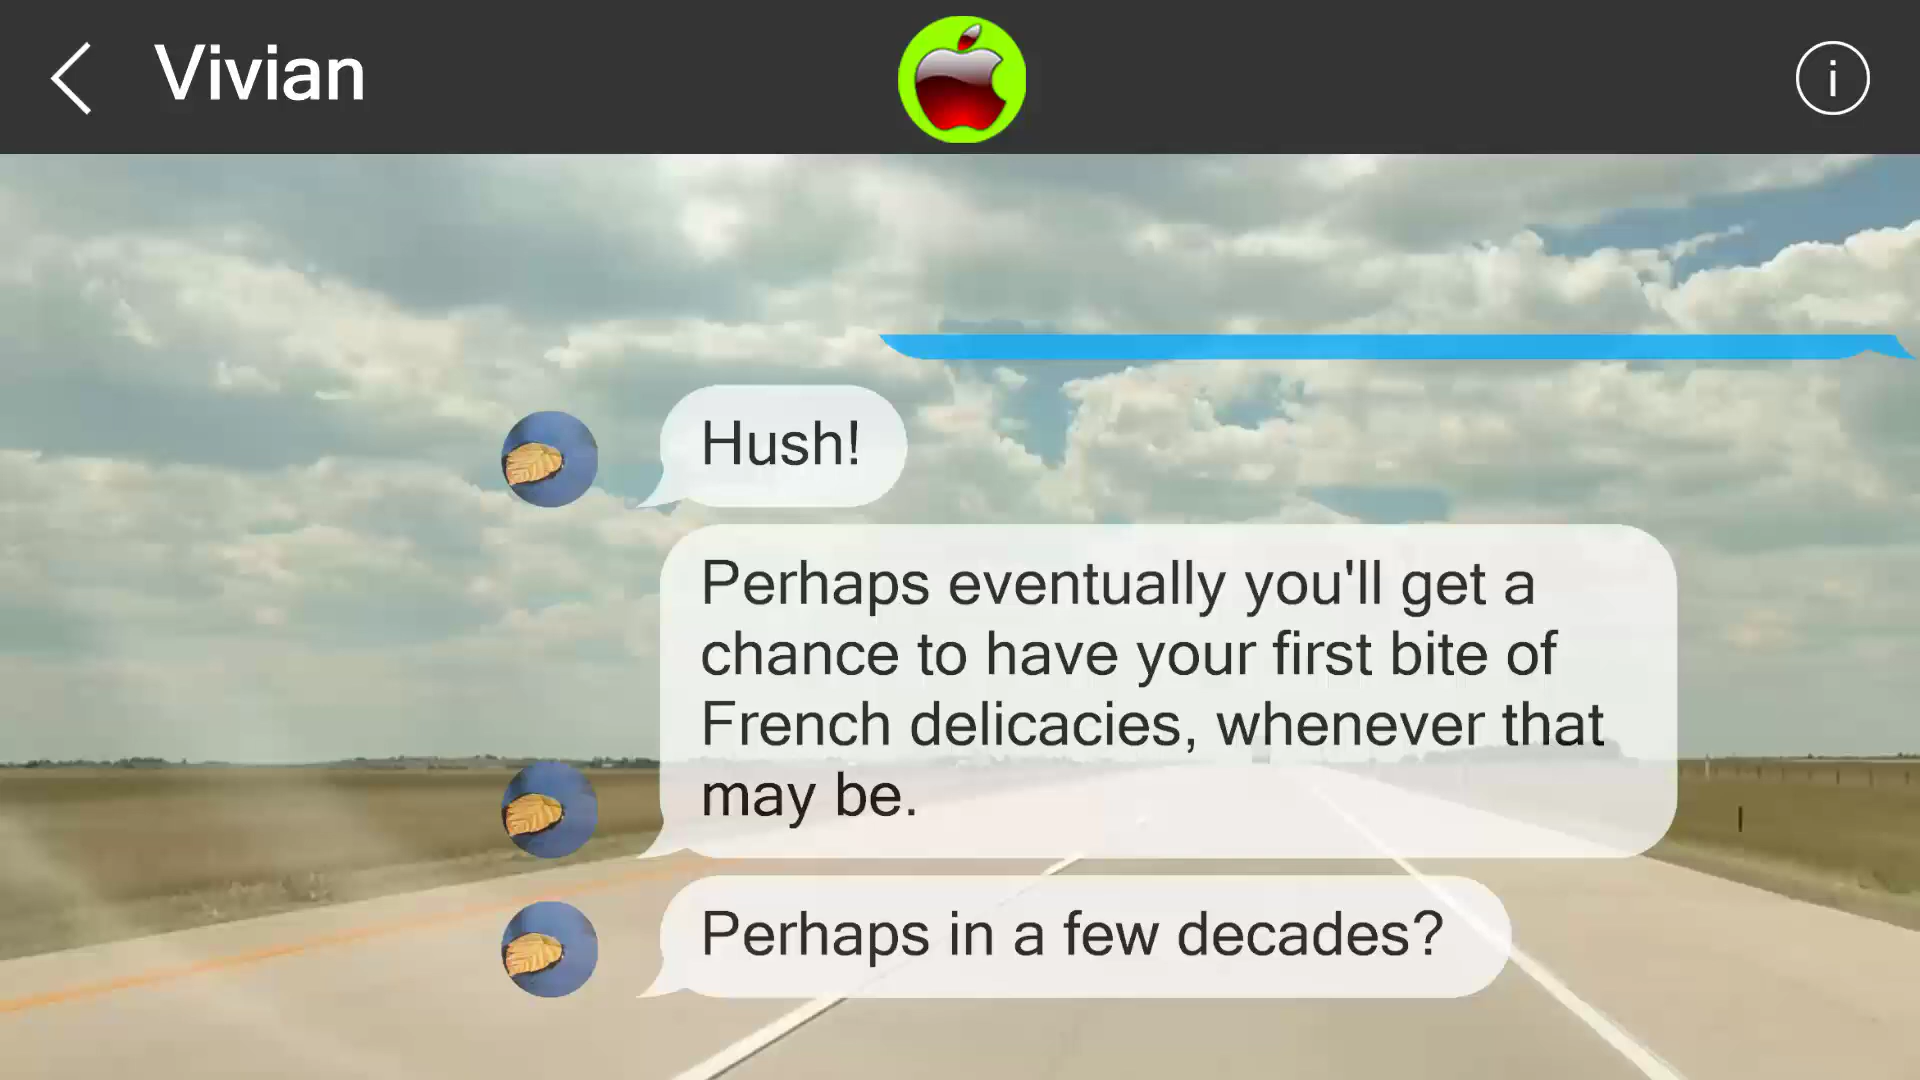 Vivian
i
Hush!
Perhaps eventually you'll get a
chance to have your first bite of
French delicacies, whenever that
may be.
Perhaps in a few decades?